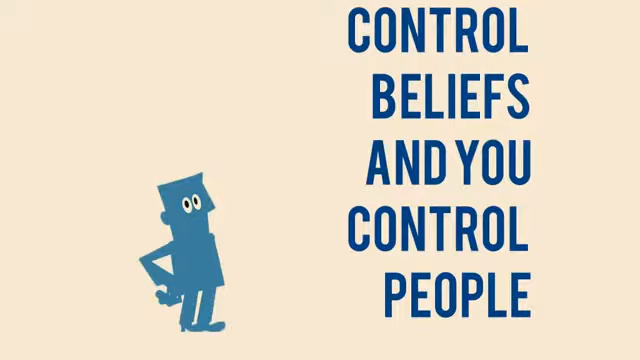 CONTROL
BELIEFS
AND YOU
CONTROL
PEOPLE